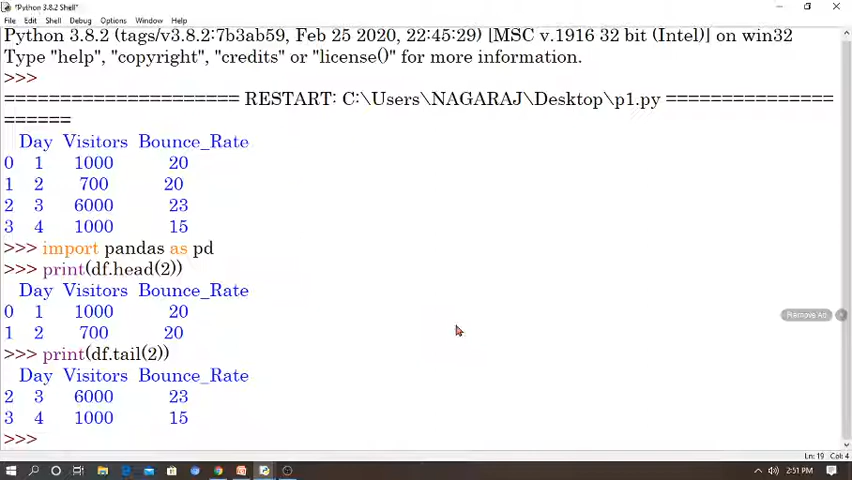 *Python 3.8.2 Shell*
File Edit Shell Debug Options Window Help
Python 3.8.2 (tags/v3.8.2:7b3ab59, Feb 25 2020, 22:45:29) [MSC v.1916 32 bit (Intel)] on win32
Type "help", "copyright", "credits" or "license()" for more information.
>>>
===================== RESTART: C:\Users\NAGARAJ\Desktop\p1.py ===============
======
Day Visitors Bounce_Rate
0 1 1000 20
1 2 700 20
2 3 6000 23
3 4 1000 15
>>> import pandas as pd
>>> print(df.head(2))
Day Visitors Bounce_Rate
0 1 1000 20
1 2 700 20
>>> print(df.tail(2))
Day Visitors Bounce_Rate
2 3 6000 23
3 4 1000 15
>>>
Remove Ad
Ln: 19 Col: 4
2:51 PM